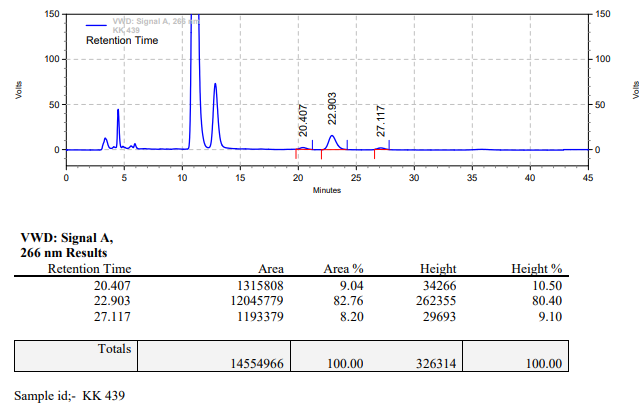 150
100
50
0
Volts
VWD: Signal A, 266 nm
KK 439
Retention Time
20.407
22.903
27.117
150
100
50
0
Volts
0 5 10 15 20 25 30 35 40 45
Minutes
VWD: Signal A,
266 nm Results
Retention Time Area Area % Height Height %
20.407 1315808 9.04 34266 10.50
22.903 12045779 82.76 262355 80.40
27.117 1193379 8.20 29693 9.10
Totals
14554966 100.00 326314 100.00
Sample id;- KK 439